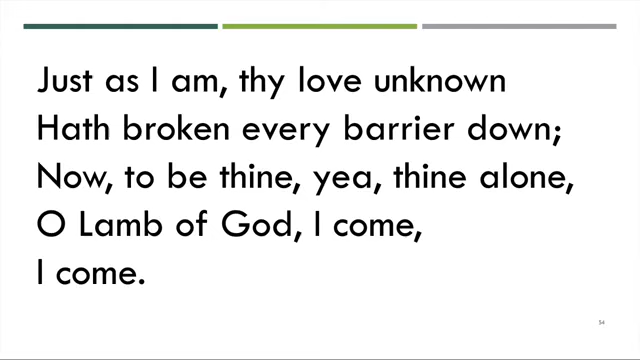 Just as I am, thy love unknown
Hath broken every barrier down;
Now, to be thine, yea, thine alone,
O Lamb of God, I come,
I come.
54